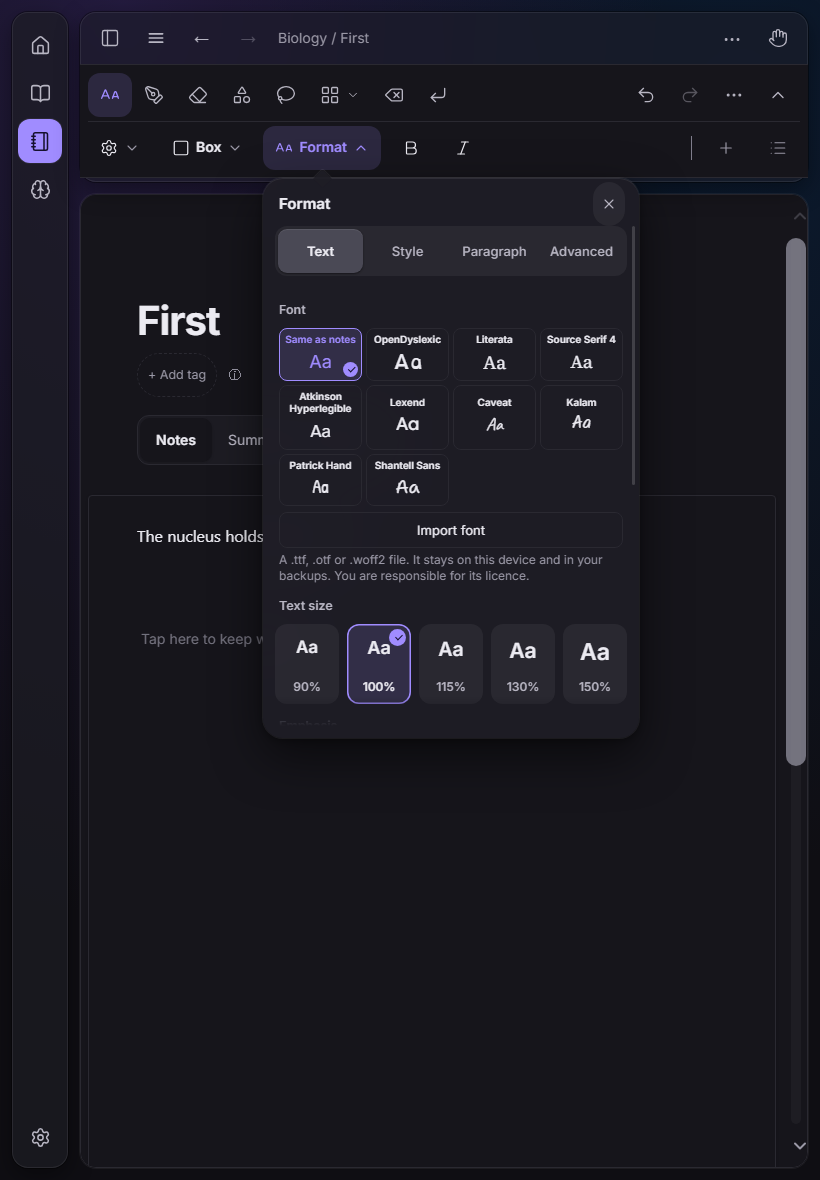 Biology / First
AA
Box
AA Format
B
I
Format
Text
Style
Paragraph
Advanced
Font
First
Same as notes
Aa
OpenDyslexic
Aa
Literata
Aa
Source Serif 4
Aa
+ Add tag
Atkinson
Hyperlegible
Aa
Lexend
Aa
Caveat
Aa
Kalam
Aa
Notes
Patrick Hand
Aa
Shantell Sans
Aa
Import font
The nucleus holds
A .ttf, .otf or .woff2 file. It stays on this device and in your
backups. You are responsible for its licence.
Text size
Tap here to keep
Aa
90%
Aa
100%
Aa
115%
Aa
130%
Aa
150%